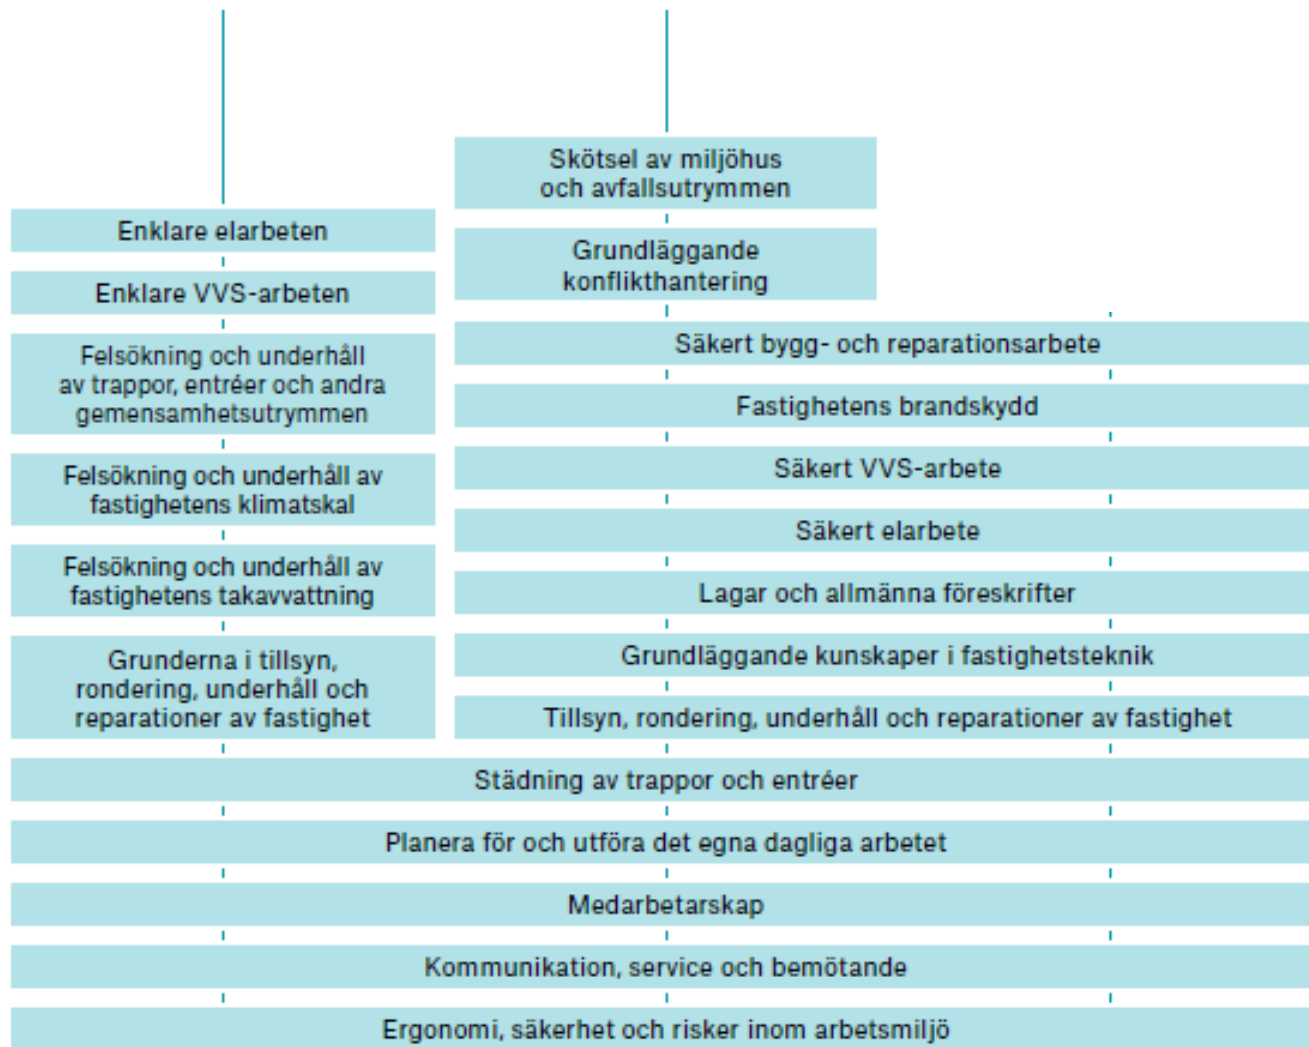 Skötsel av miljöhus
och avfallsutrymmen
Enklare elarbeten
Grundläggande
konflikthantering
Enklare VVS-arbeten
Säkert bygg- och reparationsarbete
Felsökning och underhåll
av trappor, entréer och andra
gemensamhetsutrymmen
Fastighetens brandskydd
Säkert VVS-arbete
Felsökning och underhåll av
fastighetens klimatskal
Säkert elarbete
Felsökning och underhåll av
fastighetens takavvattning
Lagar och allmänna föreskrifter
Grundläggande kunskaper i fastighetsteknik
Grunderna i tillsyn,
rondering, underhåll och
reparationer av fastighet
Tillsyn, rondering, underhåll och reparationer av fastighet
Städning av trappor och entréer
Planera för och utföra det egna dagliga arbetet
Medarbetarskap
Kommunikation, service och bemötande
Ergonomi, säkerhet och risker inom arbetsmiljö